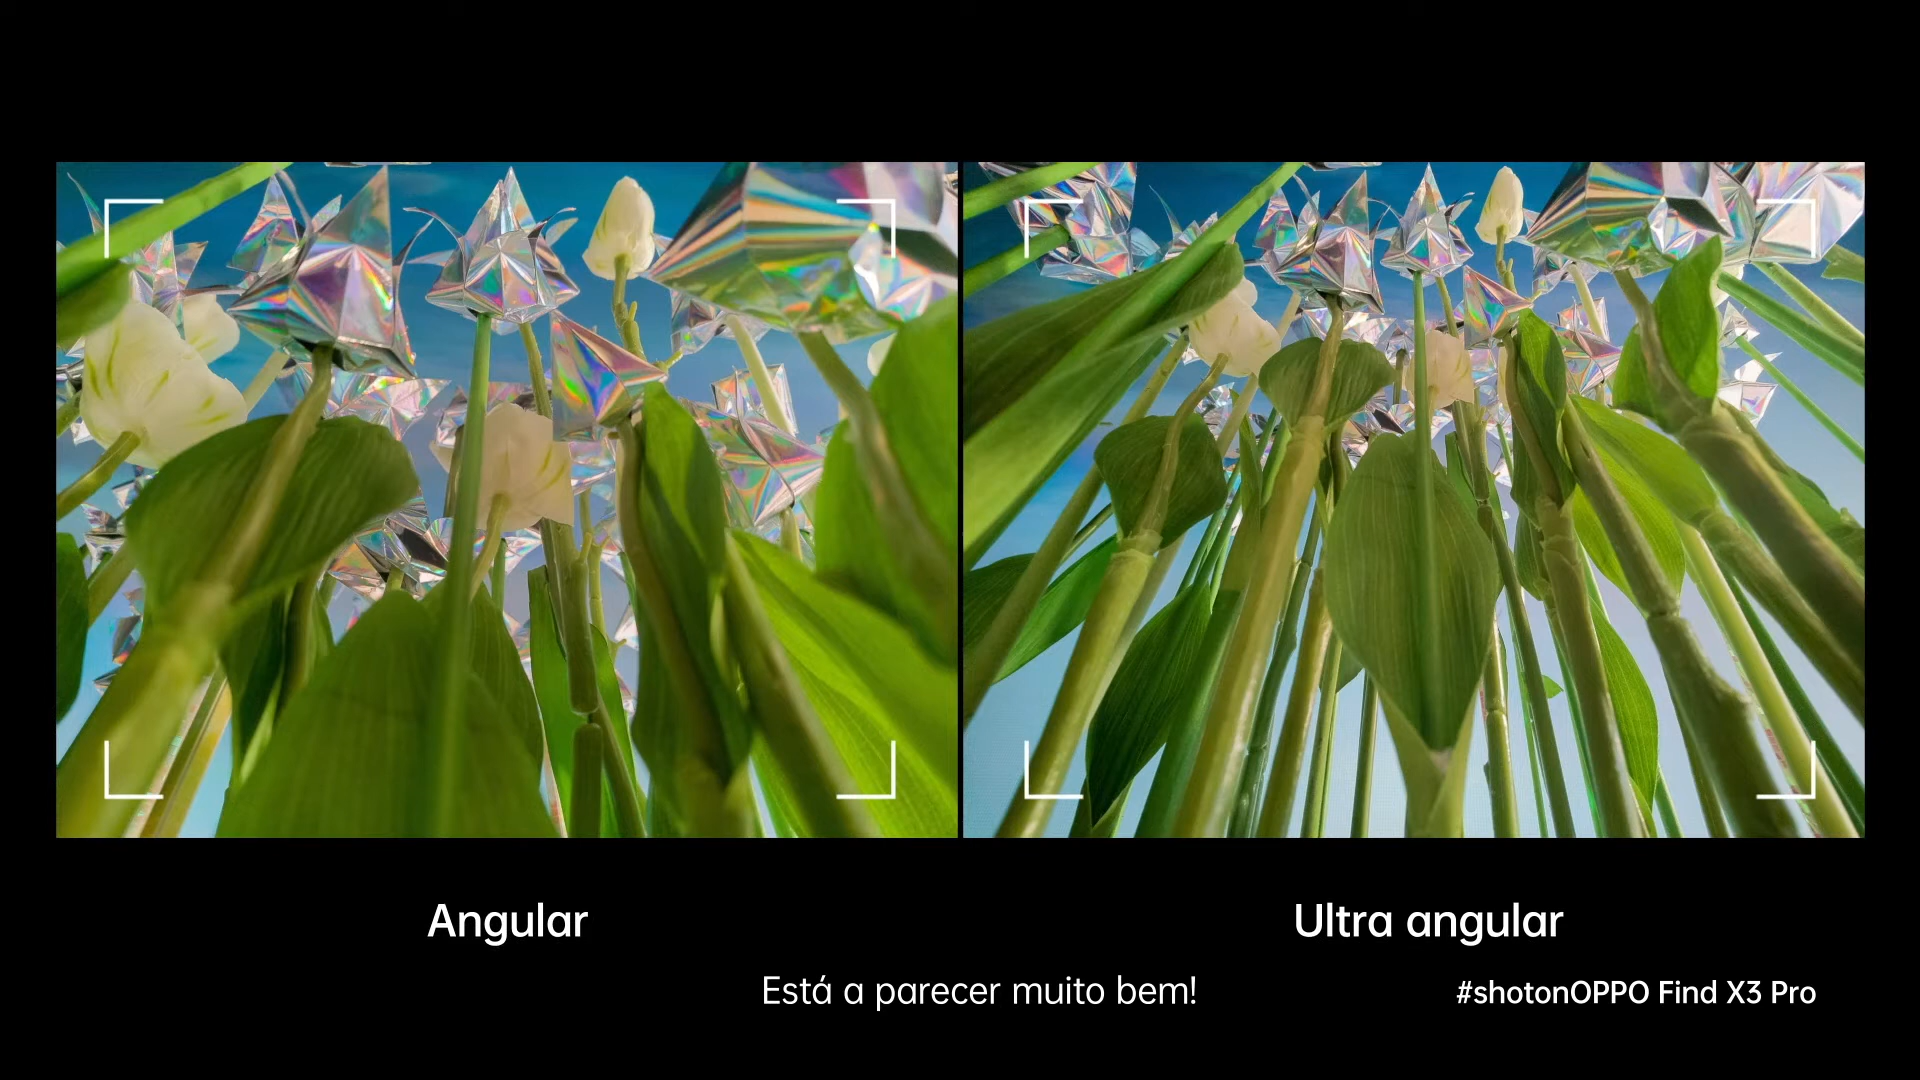 Angular
Ultra angular
Está a parecer muito bem!
#shotonOPPO Find X3 Pro